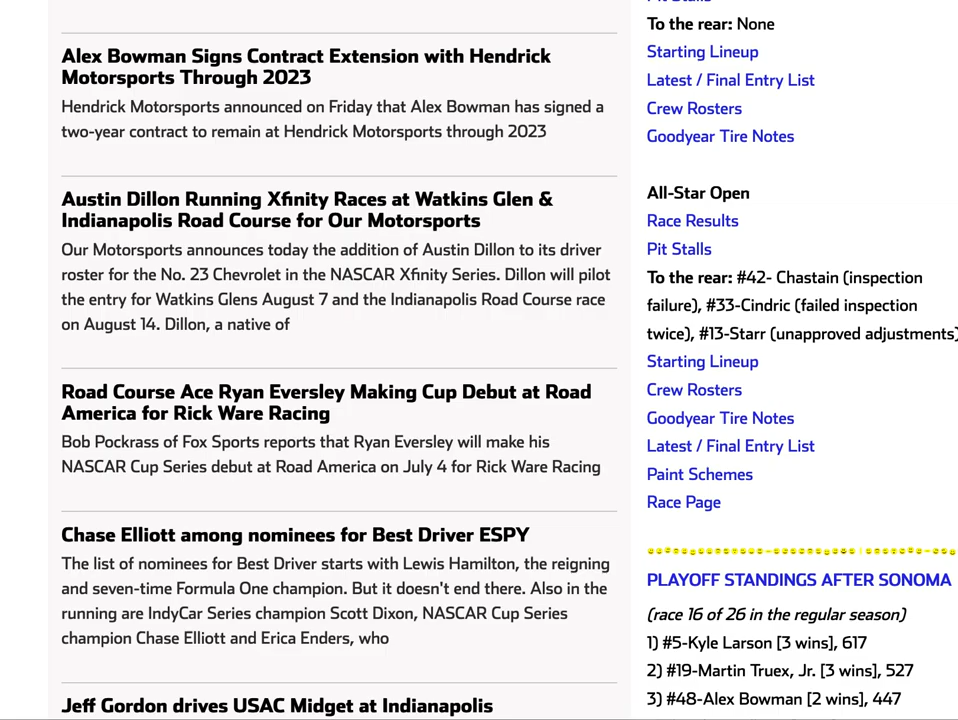 Alex Bowman Signs Contract Extension with Hendrick
Motorsports Through 2023
Hendrick Motorsports announced on Friday that Alex Bowman has signed a
two-year contract to remain at Hendrick Motorsports through 2023
Austin Dillon Running Xfinity Races at Watkins Glen &
Indianapolis Road Course for Our Motorsports
Our Motorsports announces today the addition of Austin Dillon to its driver
roster for the No. 23 Chevrolet in the NASCAR Xfinity Series. Dillon will pilot
the entry for Watkins Glens August 7 and the Indianapolis Road Course race
on August 14. Dillon, a native of
Road Course Ace Ryan Eversley Making Cup Debut at Road
America for Rick Ware Racing
Bob Pockrass of Fox Sports reports that Ryan Eversley will make his
NASCAR Cup Series debut at Road America on July 4 for Rick Ware Racing
Chase Elliott among nominees for Best Driver ESPY
The list of nominees for Best Driver starts with Lewis Hamilton, the reigning
and seven-time Formula One champion. But it doesn't end there. Also in the
running are IndyCar Series champion Scott Dixon, NASCAR Cup Series
champion Chase Elliott and Erica Enders, who
Jeff Gordon drives USAC Midget at Indianapolis
Pit Stalls
To the rear: None
Starting Lineup
Latest / Final Entry List
Crew Rosters
Goodyear Tire Notes
All-Star Open
Race Results
Pit Stalls
To the rear: #42- Chastain (inspection
failure), #33-Cindric (failed inspection
twice), #13-Starr (unapproved adjustments)
Starting Lineup
Crew Rosters
Goodyear Tire Notes
Latest / Final Entry List
Paint Schemes
Race Page
PLAYOFF STANDINGS AFTER SONOMA
(race 16 of 26 in the regular season)
1) #5-Kyle Larson [3 wins], 617
2) #19-Martin Truex, Jr. [3 wins], 527
3) #48-Alex Bowman [2 wins], 447